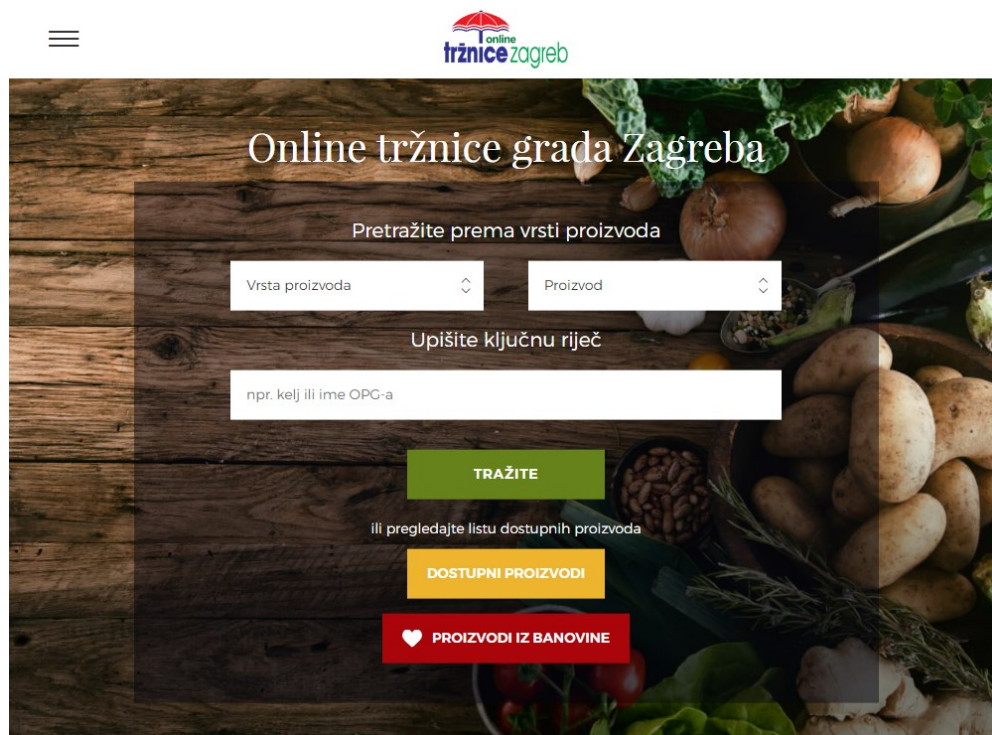 online
tržnice zagreb
Online tržnice grada Zagreba
Pretražite prema vrsti proizvoda
Vrsta proizvoda
Proizvod
Upišite ključnu riječ
npr. kelj ili ime OPG-a
TRAŽITE
ili pregledajte listu dostupnih proizvoda
DOSTUPNI PROIZVODI
PROIZVODI IZ BANOVINE